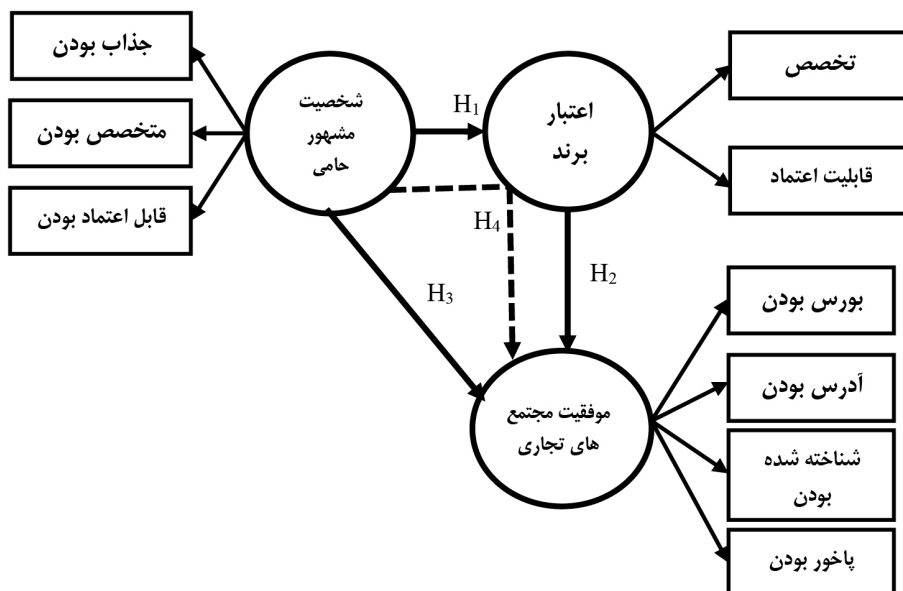 جذاب بودن
متخصص بودن
قابل اعتماد بودن
شخصیت
مشهور
حامی
H₁
اعتبار
برند
تخصص
قابلیت اعتماد
H₄
H₃
H₂
موفقیت مجتمع
های تجاری
بورس بودن
آدرس بودن
شناخته شده
بودن
پاخور بودن